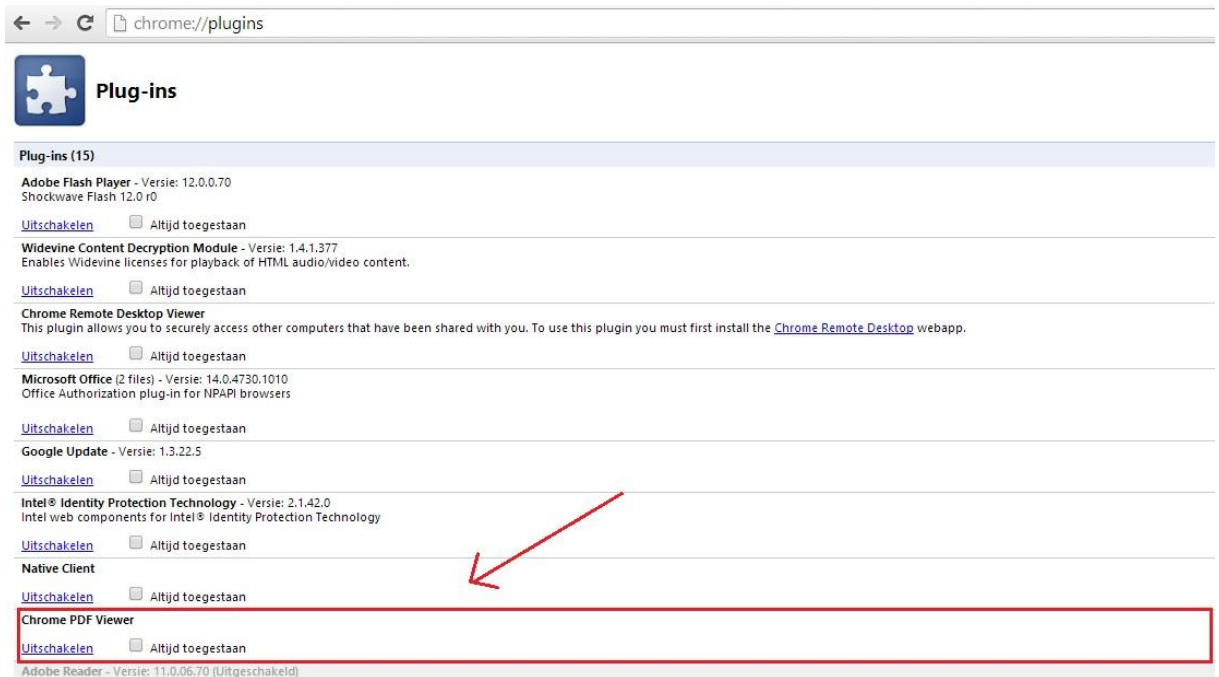 chrome://plugins
Plug-ins
Plug-ins (15)
Adobe Flash Player - Versie: 12.0.0.70
Shockwave Flash 12.0 r0
Uitschakelen Altijd toegestaan
Widevine Content Decryption Module - Versie: 1.4.1.377
Enables Widevine licenses for playback of HTML audio/video content.
Uitschakelen Altijd toegestaan
Chrome Remote Desktop Viewer
This plugin allows you to securely access other computers that have been shared with you. To use this plugin you must first install the Chrome Remote Desktop webapp.
Uitschakelen Altijd toegestaan
Microsoft Office (2 files) - Versie: 14.0.4730.1010
Office Authorization plug-in for NPAPI browsers
Uitschakelen Altijd toegestaan
Google Update - Versie: 1.3.22.5
Uitschakelen Altijd toegestaan
Intel® Identity Protection Technology - Versie: 2.1.42.0
Intel web components for Intel® Identity Protection Technology
Uitschakelen Altijd toegestaan
Native Client
Uitschakelen Altijd toegestaan
Chrome PDF Viewer
Uitschakelen Altijd toegestaan
Adobe Reader - Versie: 11.0.06.70 (Uitgeschakeld)